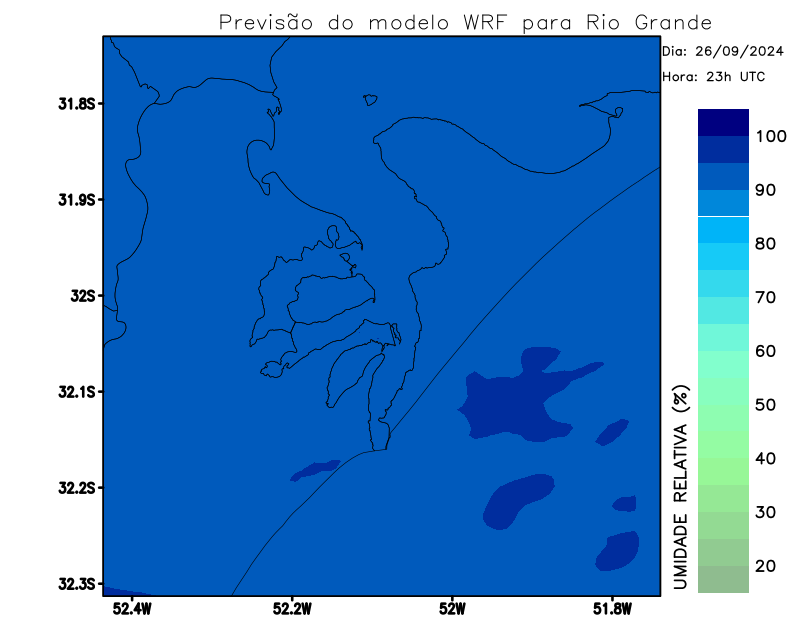 Previsão do modelo WRF para Rio Grande
Dia: 26/09/2024
Hora: 23h UTC
31.8S
31.9S
32S
32.1S
32.2S
32.3S
52.4W
52.2W
52W
51.8W
UMIDADE RELATIVA (%)
100
90
80
70
60
50
40
30
20